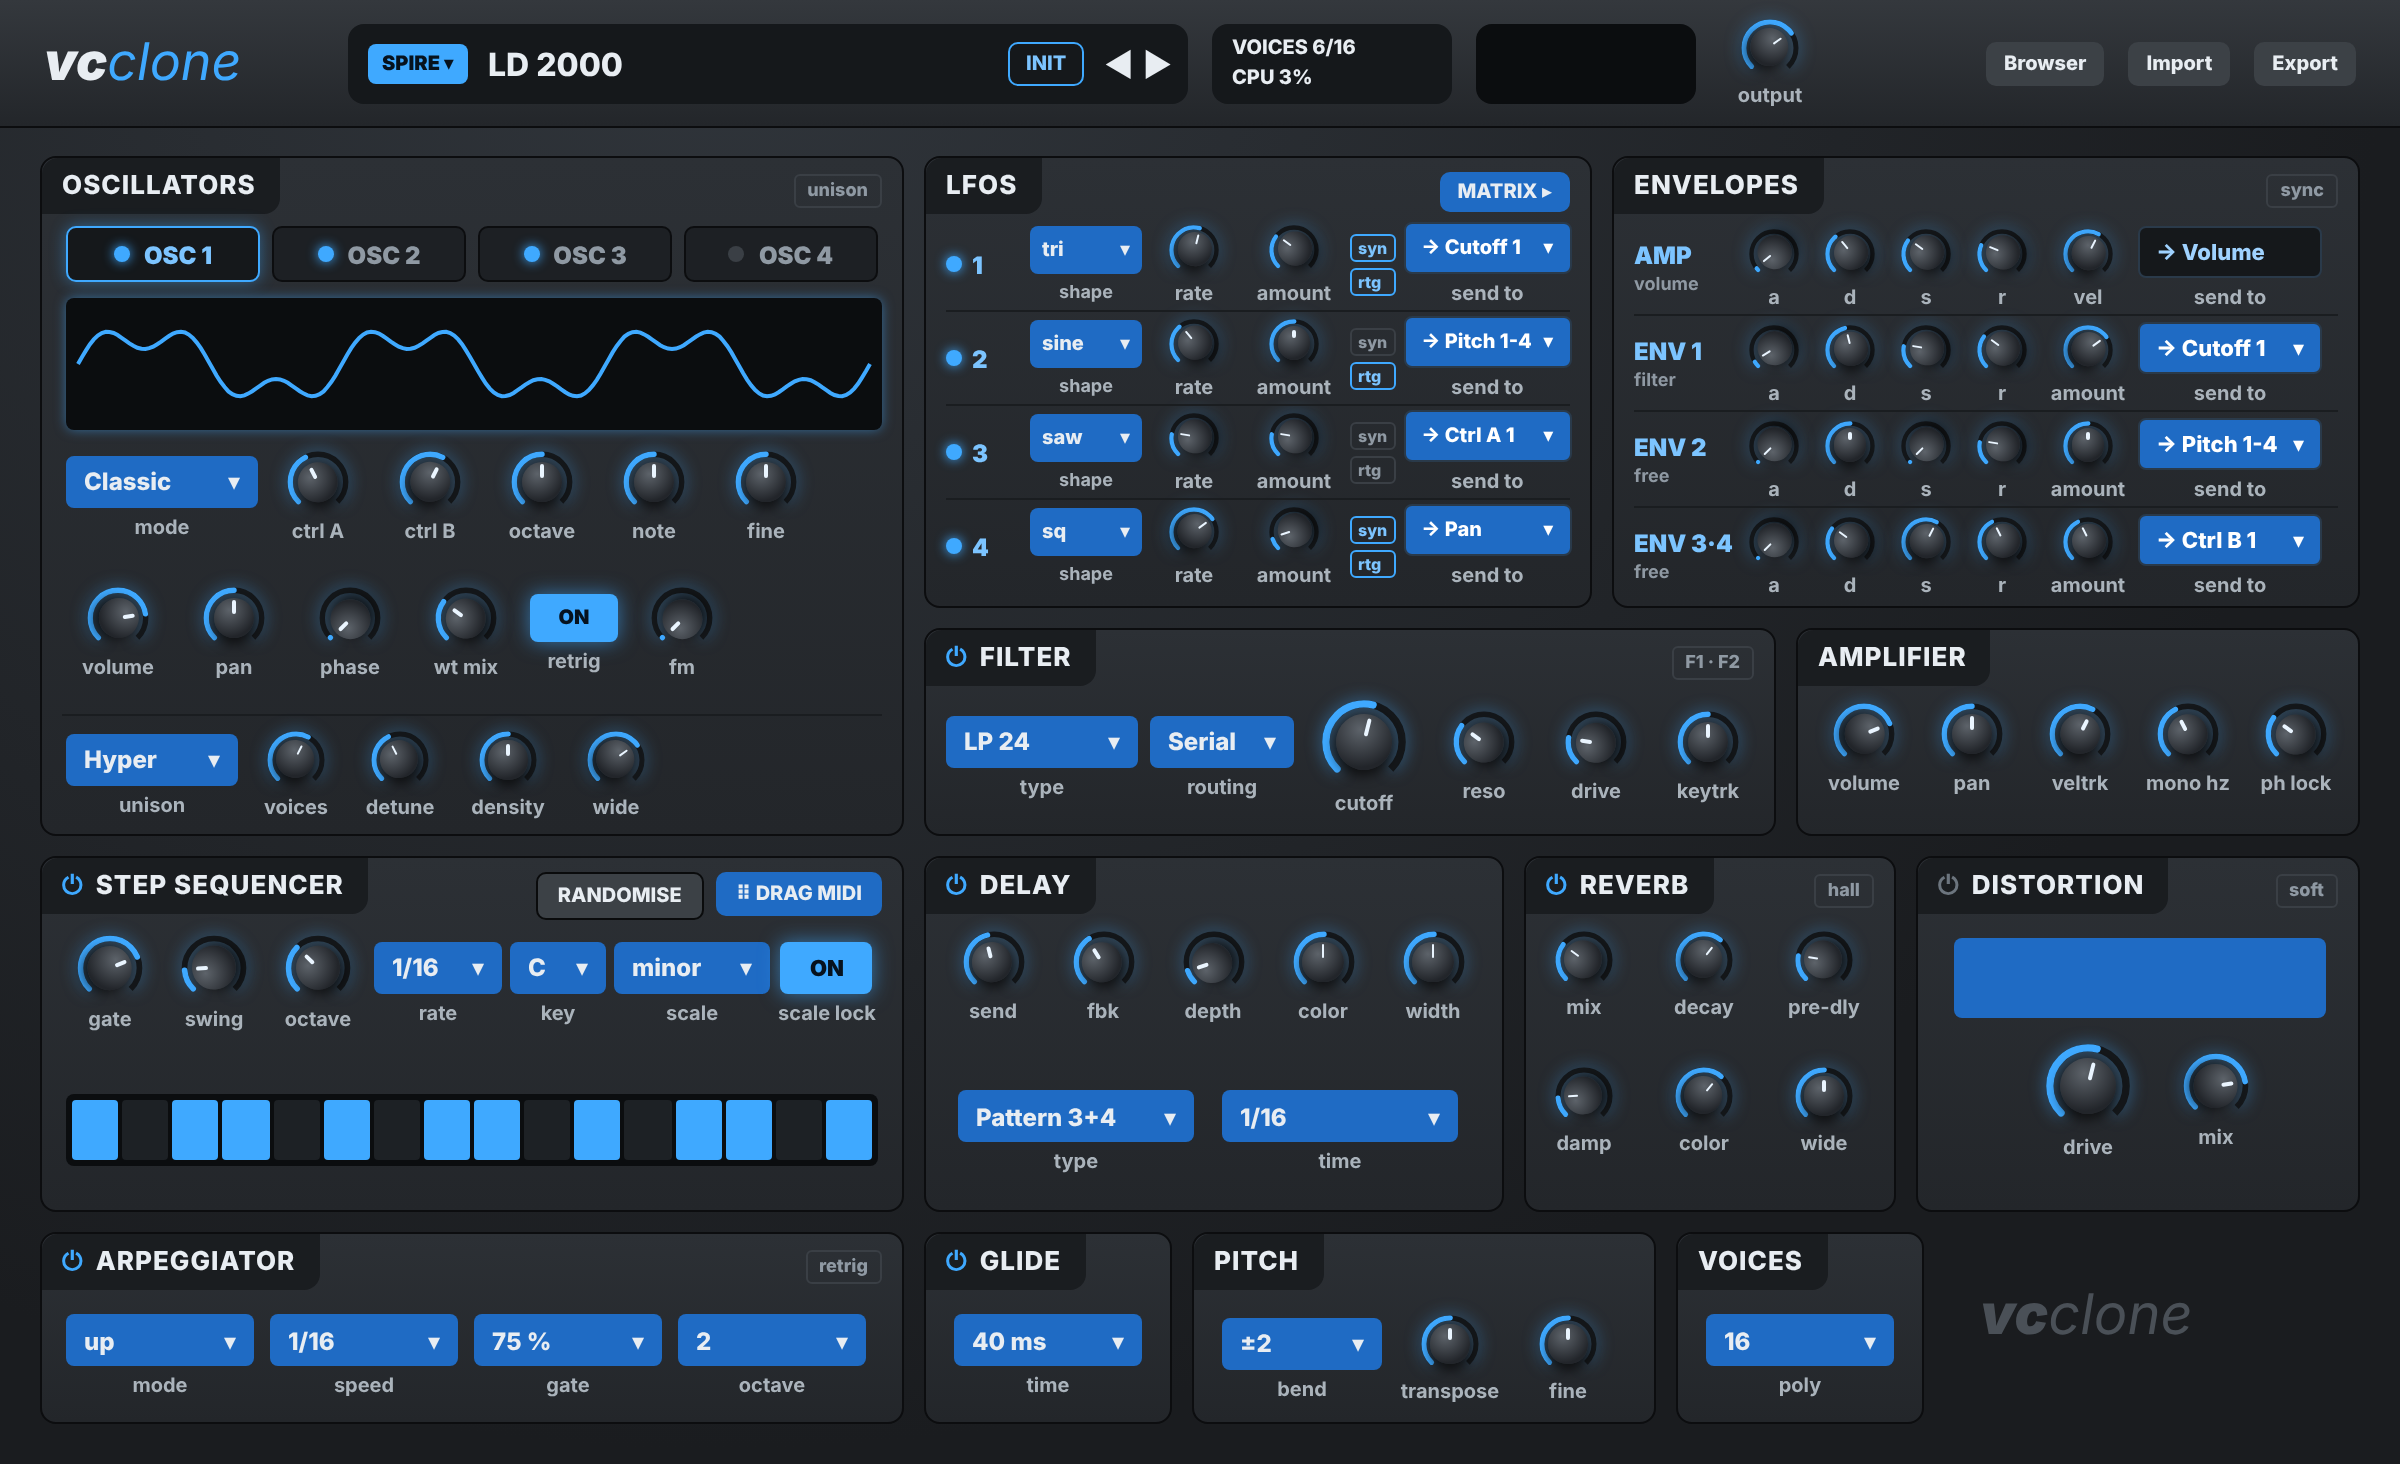 vcclone
SPIRE ▾ LD 2000 INIT ◀ ▶
VOICES 6/16
CPU 3%
output
Browser Import Export
OSCILLATORS unison
OSC 1 OSC 2 OSC 3 OSC 4
Classic ▾
mode ctrl A ctrl B octave note fine
ON
volume pan phase wt mix retrig fm
Hyper ▾
unison voices detune density wide
LFOS MATRIX ▸
1 tri ▾ syn → Cutoff 1 ▾
rtg
shape rate amount send to
2 sine ▾ syn → Pitch 1-4 ▾
rtg
shape rate amount send to
3 saw ▾ syn → Ctrl A 1 ▾
rtg
shape rate amount send to
4 sq ▾ syn → Pan ▾
rtg
shape rate amount send to
ENVELOPES sync
AMP → Volume
volume
a d s r vel send to
ENV 1 → Cutoff 1 ▾
filter
a d s r amount send to
ENV 2 → Pitch 1-4 ▾
free
a d s r amount send to
ENV 3·4 → Ctrl B 1 ▾
free
a d s r amount send to
FILTER F1 · F2
LP 24 ▾ Serial ▾
type routing cutoff reso drive keytrk
AMPLIFIER
volume pan veltrk mono hz ph lock
STEP SEQUENCER RANDOMISE ⠿ DRAG MIDI
1/16 ▾ C ▾ minor ▾ ON
gate swing octave rate key scale scale lock
DELAY
send fbk depth color width
Pattern 3+4 ▾ 1/16 ▾
type time
REVERB hall
mix decay pre-dly
damp color wide
DISTORTION soft
drive mix
ARPEGGIATOR retrig
up ▾ 1/16 ▾ 75 % ▾ 2 ▾
mode speed gate octave
GLIDE
40 ms ▾
time
PITCH
±2 ▾
bend transpose fine
VOICES
16 ▾
poly
vcclone